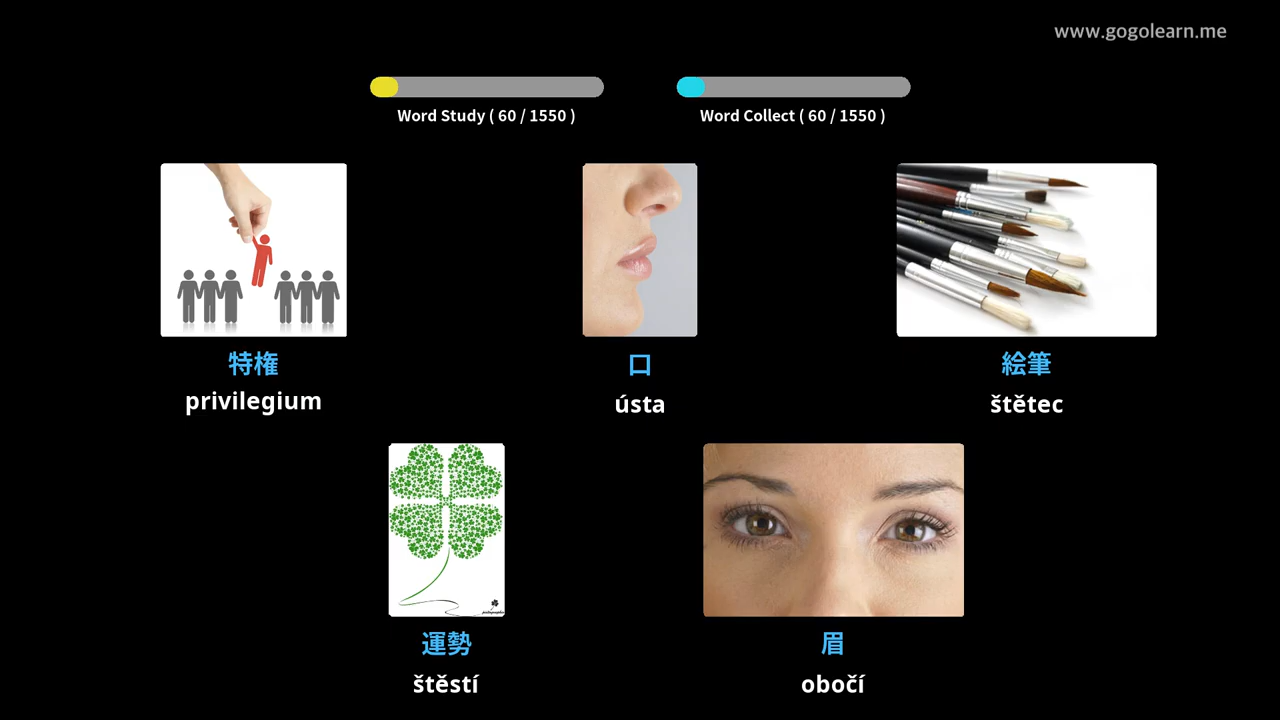 www.gogolearn.me
Word Study ( 60 / 1550 )
Word Collect ( 60 / 1550 )
特権
privilegium
口
ústa
絵筆
štětec
運勢
štěstí
眉
obočí